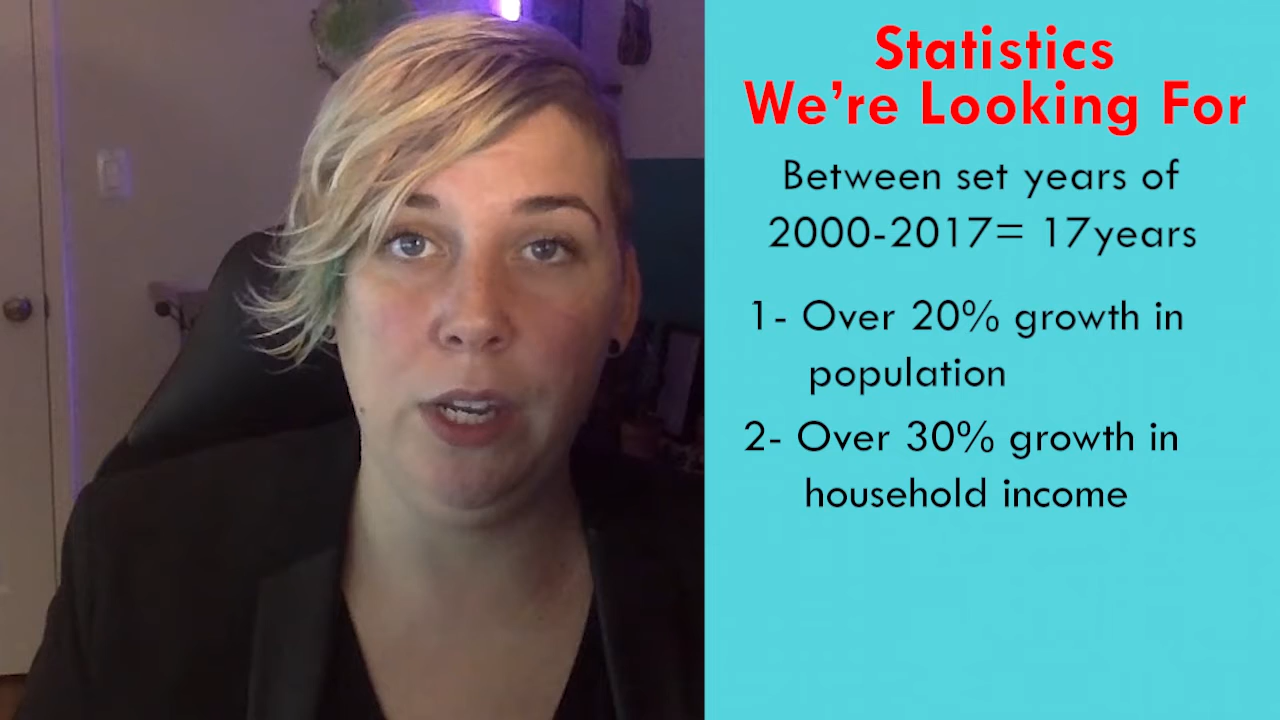 Statistics
We're Looking For
Between set years of
2000-2017= 17years
1- Over 20% growth in
population
2- Over 30% growth in
household income